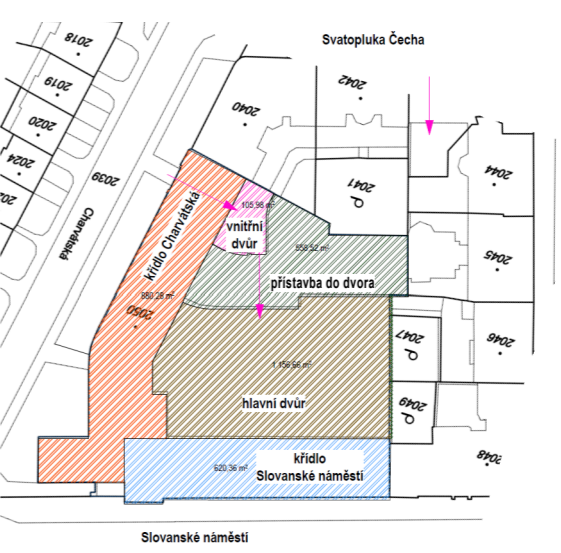 Svatopluka Čecha
2018
2019
2020
2024
2039
Charvátská
2040
2042
2041
2044
2045
2046
2047
2049
2048
křídlo Charvátská
880,28 m²
2050
105,98 m²
vnitřní
dvůr
558,52 m²
přístavba do dvora
1 156,66 m²
hlavní dvůr
620,36 m²
křídlo
Slovanské náměstí
Slovanské náměstí